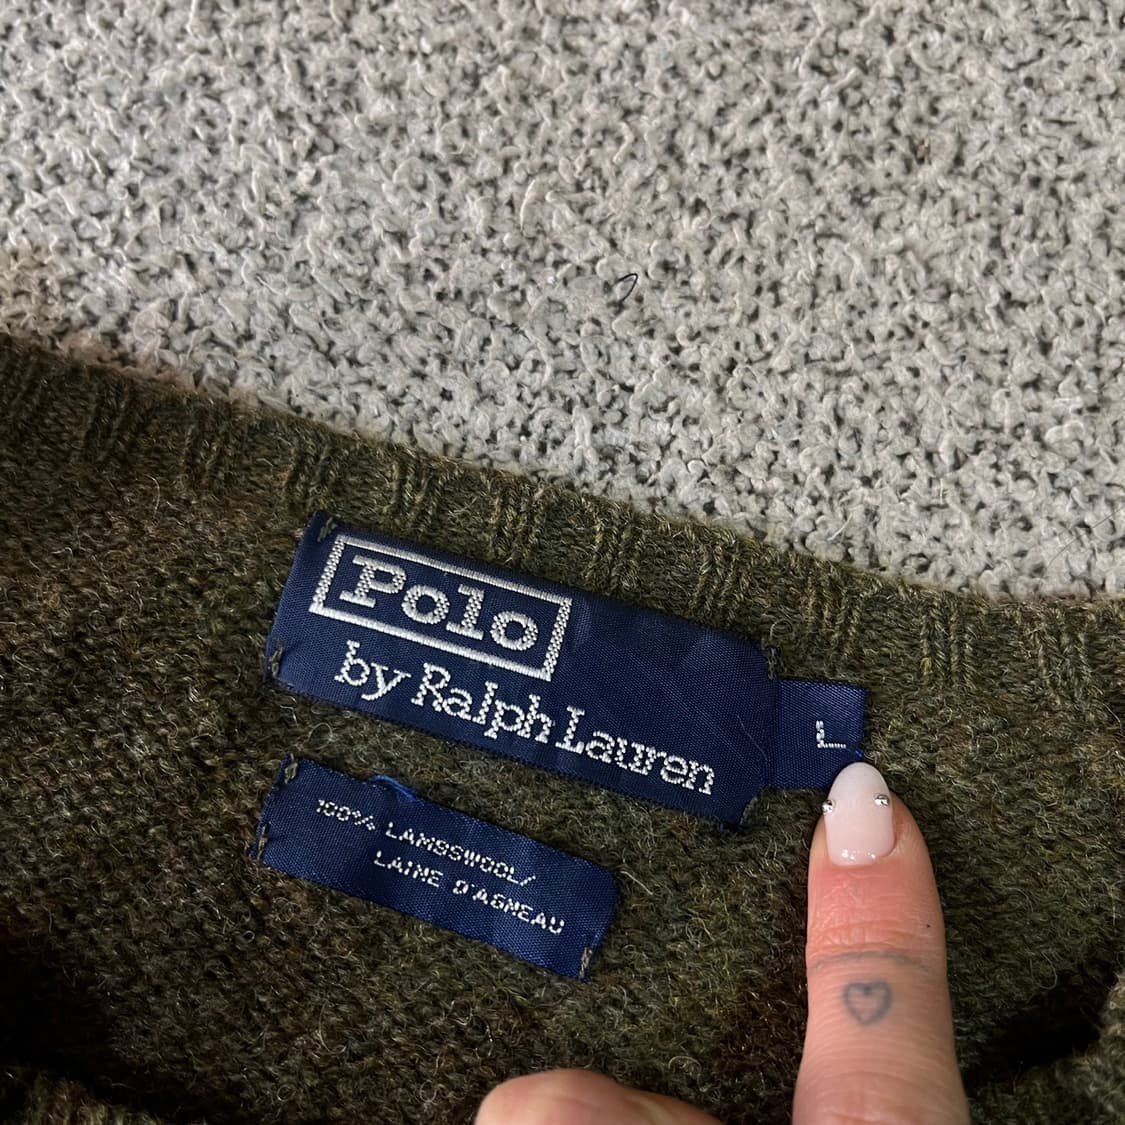 Polo
by Ralph Lauren
L
100% LAMBSWOOL/
LAINE D'AGNEAU